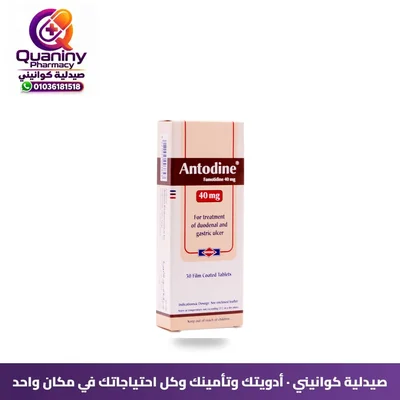 Quaniny
Pharmacy
صيدلية كوانيني
01036181518
Antodine®
Famotidine 40 mg
40 mg
For treatment
of duodenal and
gastric ulcer
30 Film Coated Tablets
صيدلية كوانيني - أدويتك وتأمينك وكل احتياجاتك في مكان واحد